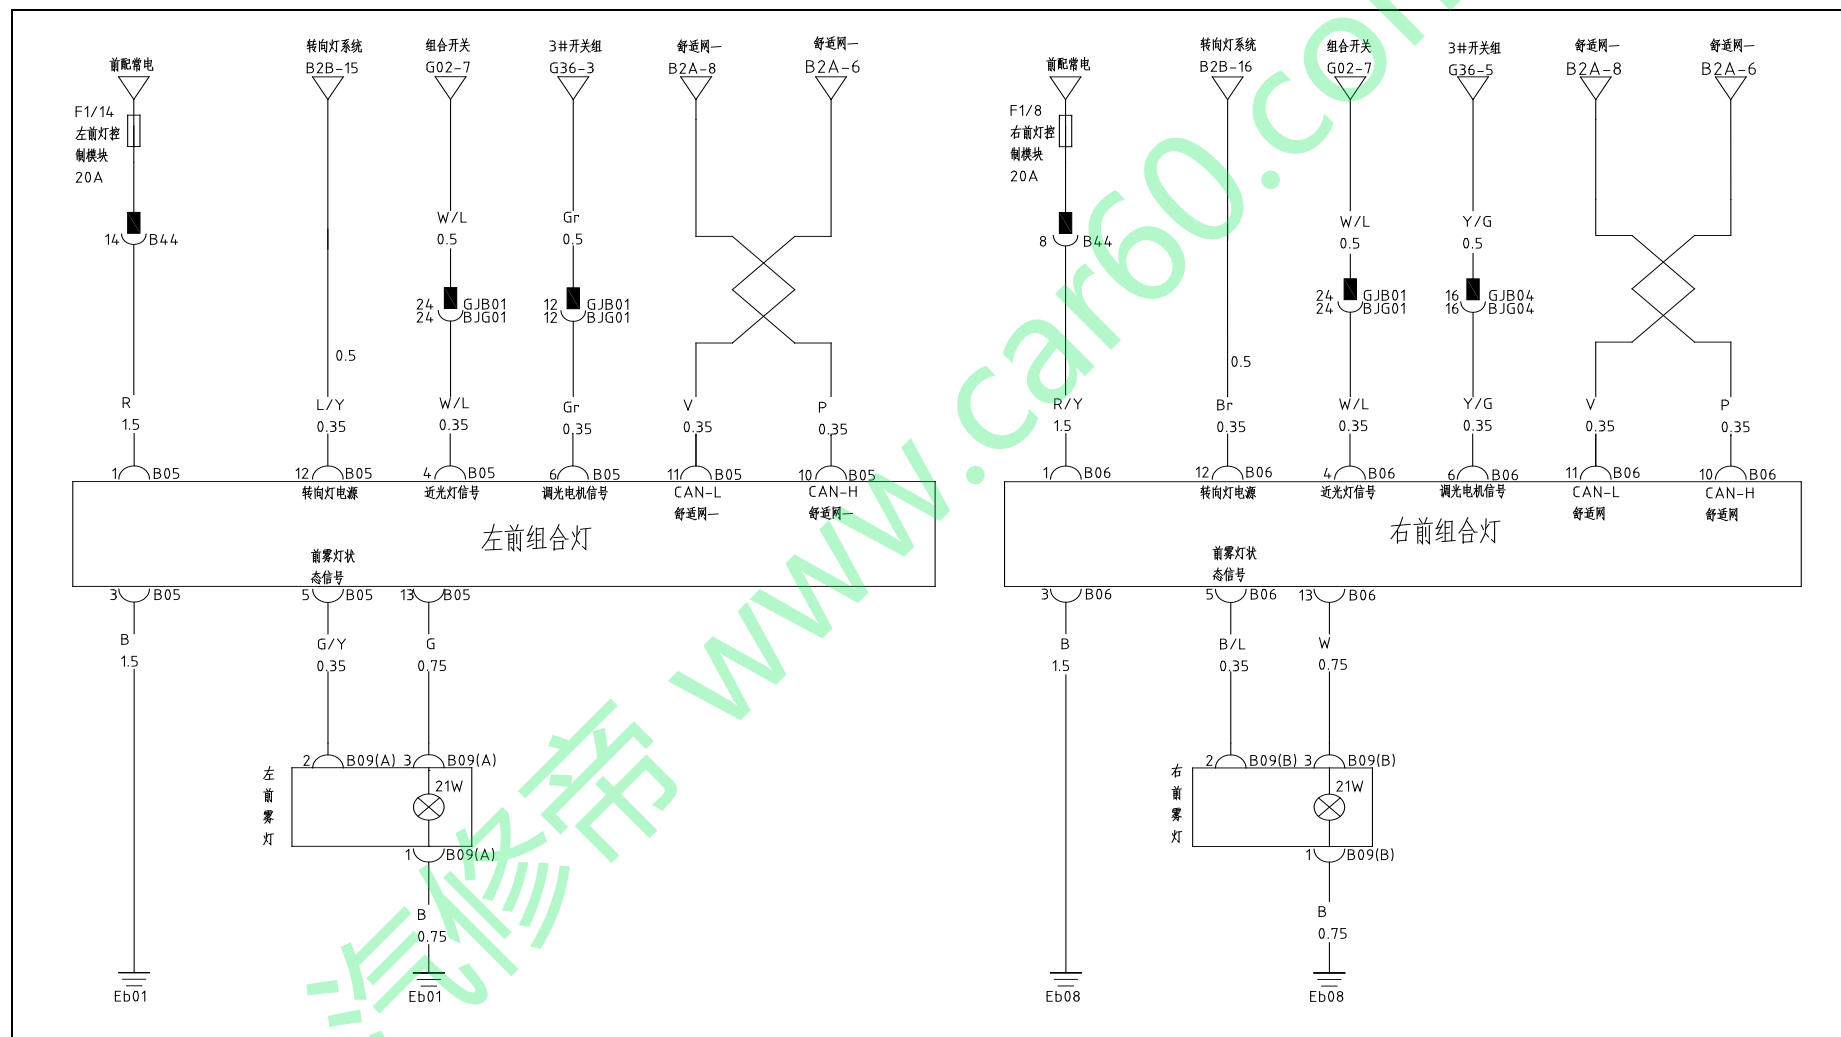 前配常电
F1/14
左前灯控
制模块
20A
14 B44
R
1.5
1 B05
转向灯系统
B2B-15
0.5
L/Y
0.35
12 B05
转向灯电源
组合开关
G02-7
W/L
0.5
24 GJB01
24 BJG01
W/L
0.35
4 B05
近光灯信号
3#开关组
G36-3
Gr
0.5
12 GJB01
12 BJG01
Gr
0.35
6 B05
调光电机信号
舒适网一
B2A-8
V
0.35
11 B05
CAN-L
舒适网一
舒适网一
B2A-6
P
0.35
10 B05
CAN-H
舒适网一
左前组合灯
前雾灯状
态信号
3 B05
B
1.5
Eb01
5 B05
G/Y
0.35
2 B09(A)
13 B05
G
0.75
3 B09(A)
左
前
雾
灯
21W
1 B09(A)
B
0.75
Eb01
前配常电
F1/8
右前灯控
制模块
20A
8 B44
R/Y
1.5
1 B06
转向灯系统
B2B-16
0.5
Br
0.35
12 B06
转向灯电源
组合开关
G02-7
W/L
0.5
24 GJB01
24 BJG01
W/L
0.35
4 B06
近光灯信号
3#开关组
G36-5
Y/G
0.5
16 GJB04
16 BJG04
Y/G
0.35
6 B06
调光电机信号
舒适网一
B2A-8
V
0.35
11 B06
CAN-L
舒适网
舒适网一
B2A-6
P
0.35
10 B06
CAN-H
舒适网
右前组合灯
前雾灯状
态信号
3 B06
B
1.5
Eb08
5 B06
B/L
0.35
2 B09(B)
13 B06
W
0.75
3 B09(B)
右
前
雾
灯
21W
1 B09(B)
B
0.75
Eb08
汽修帝 www.car60.com